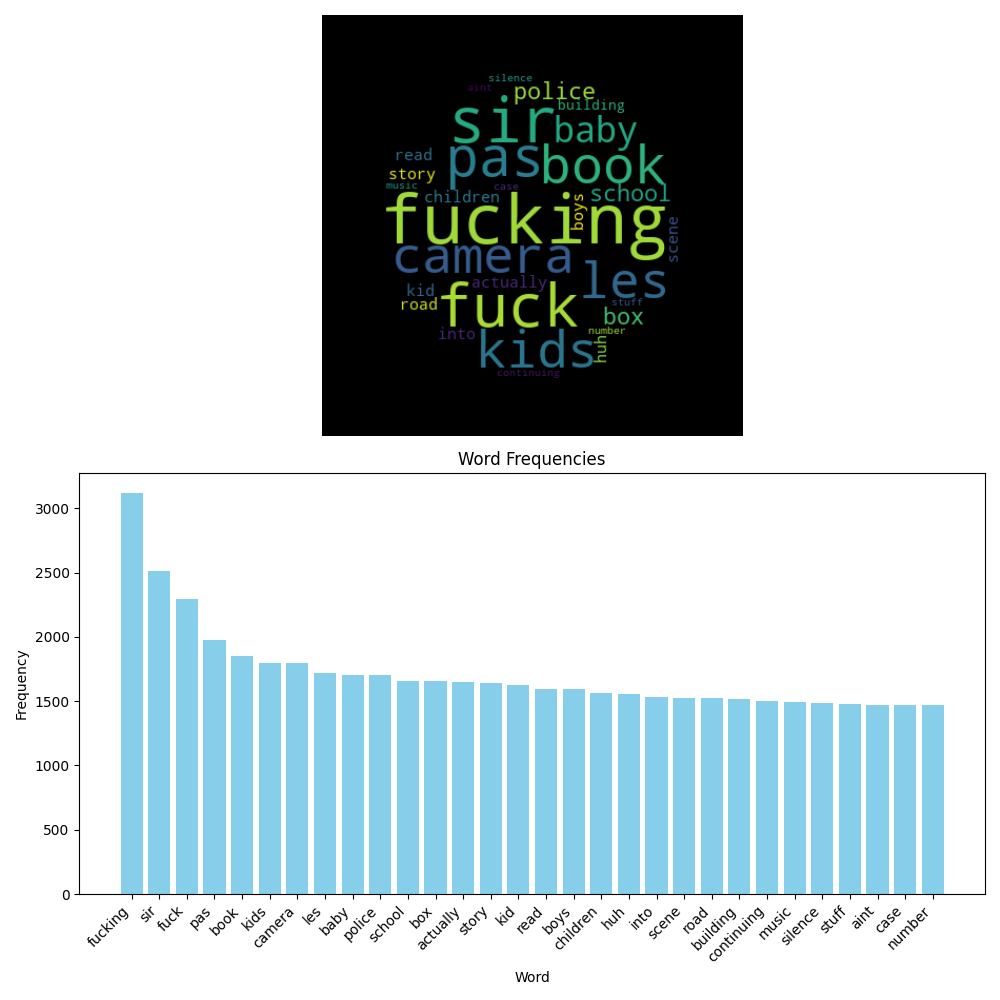 silence
aint
police
building
sir
baby
pas
book
read
story
music
case
children
school
boys
fucking
scene
camera
les
actually
kid
road
fuck
stuff
box
number
into
huh
kids
continuing
Word Frequencies
Frequency
3000
2500
2000
1500
1000
500
0
fucking sir fuck pas book kids camera les baby police school box actually story kid read boys children huh into scene road building continuing music silence stuff aint case number
Word